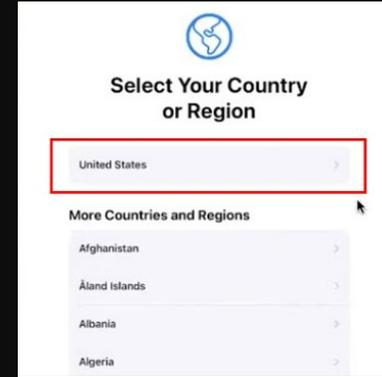 Select Your Country
or Region
United States
More Countries and Regions
Afghanistan
Åland Islands
Albania
Algeria